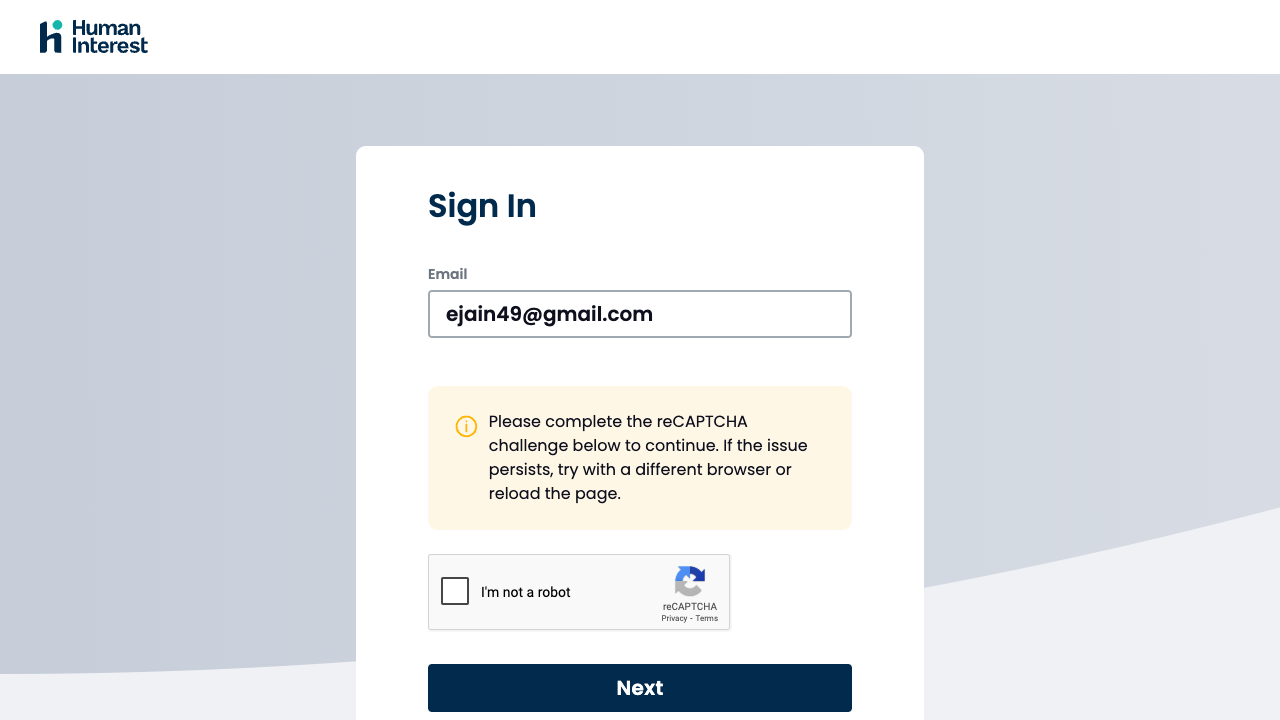 Human
Interest
Sign In
Email
ejain49@gmail.com
Please complete the reCAPTCHA
challenge below to continue. If the issue
persists, try with a different browser or
reload the page.
I'm not a robot
reCAPTCHA
Privacy - Terms
Next